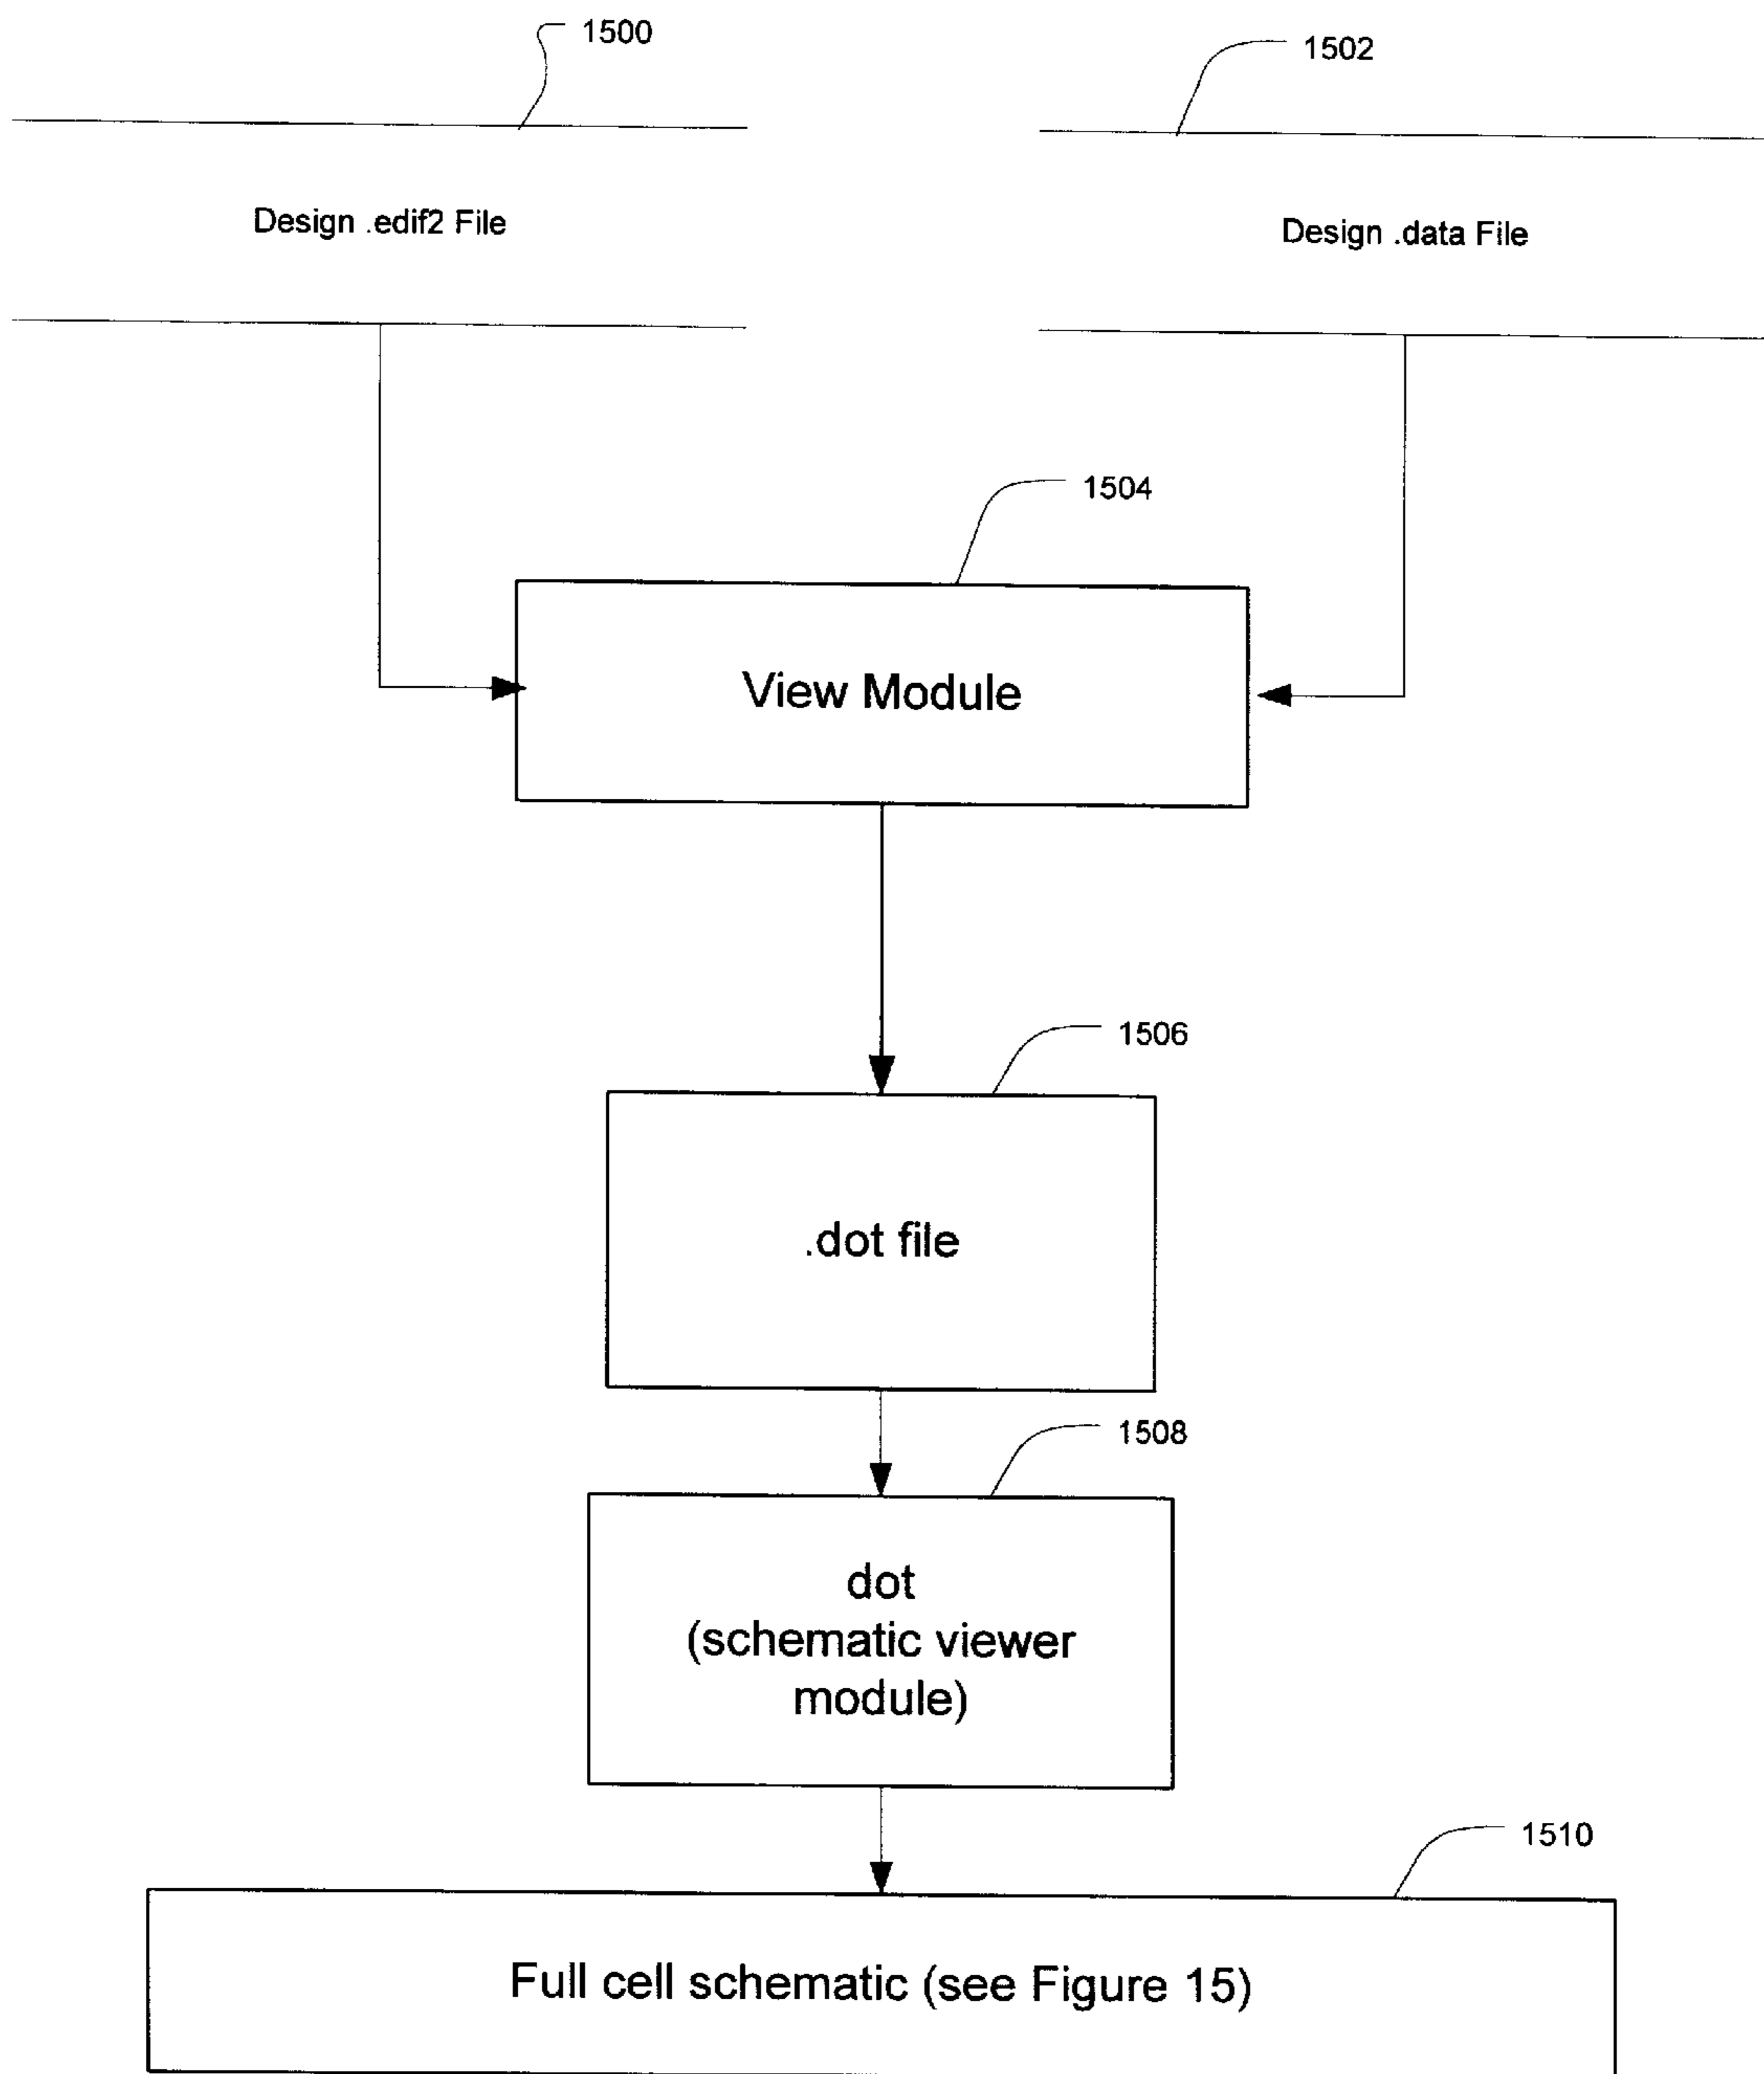 1500
1502
Design .edif2 File
Design .data File
1504
View Module
1506
.dot file
1508
dot
(schematic viewer
module)
1510
Full cell schematic (see Figure 15)